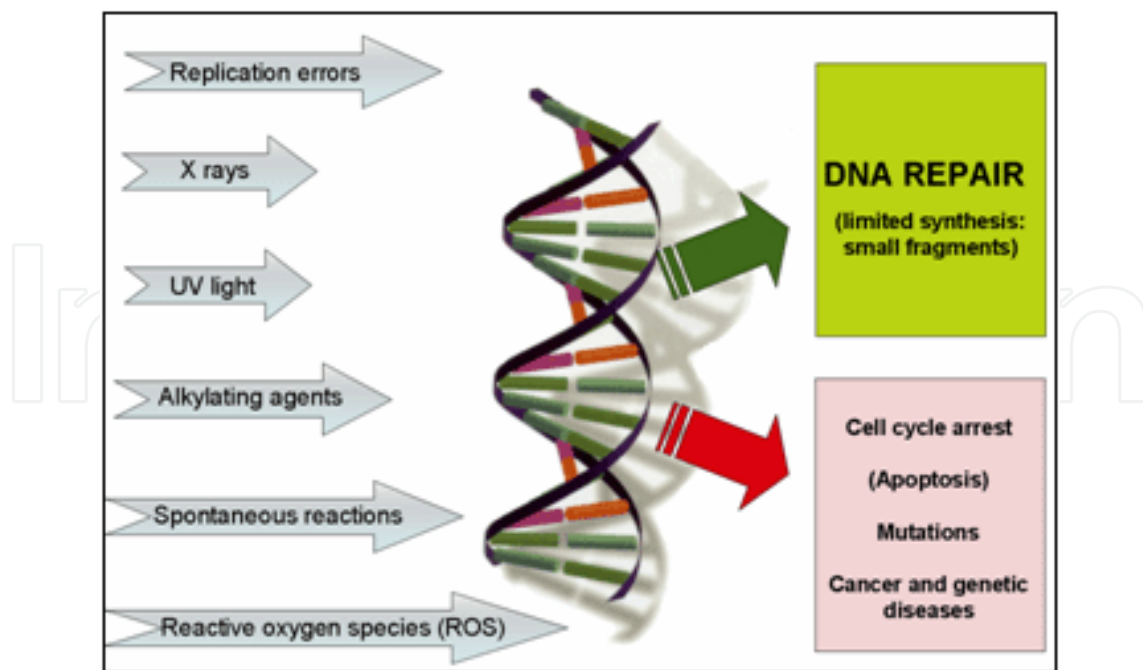 Replication errors
X rays
UV light
Alkylating agents
Spontaneous reactions
Reactive oxygen species (ROS)
DNA REPAIR
(limited synthesis:
small fragments)
Cell cycle arrest
(Apoptosis)
Mutations
Cancer and genetic
diseases